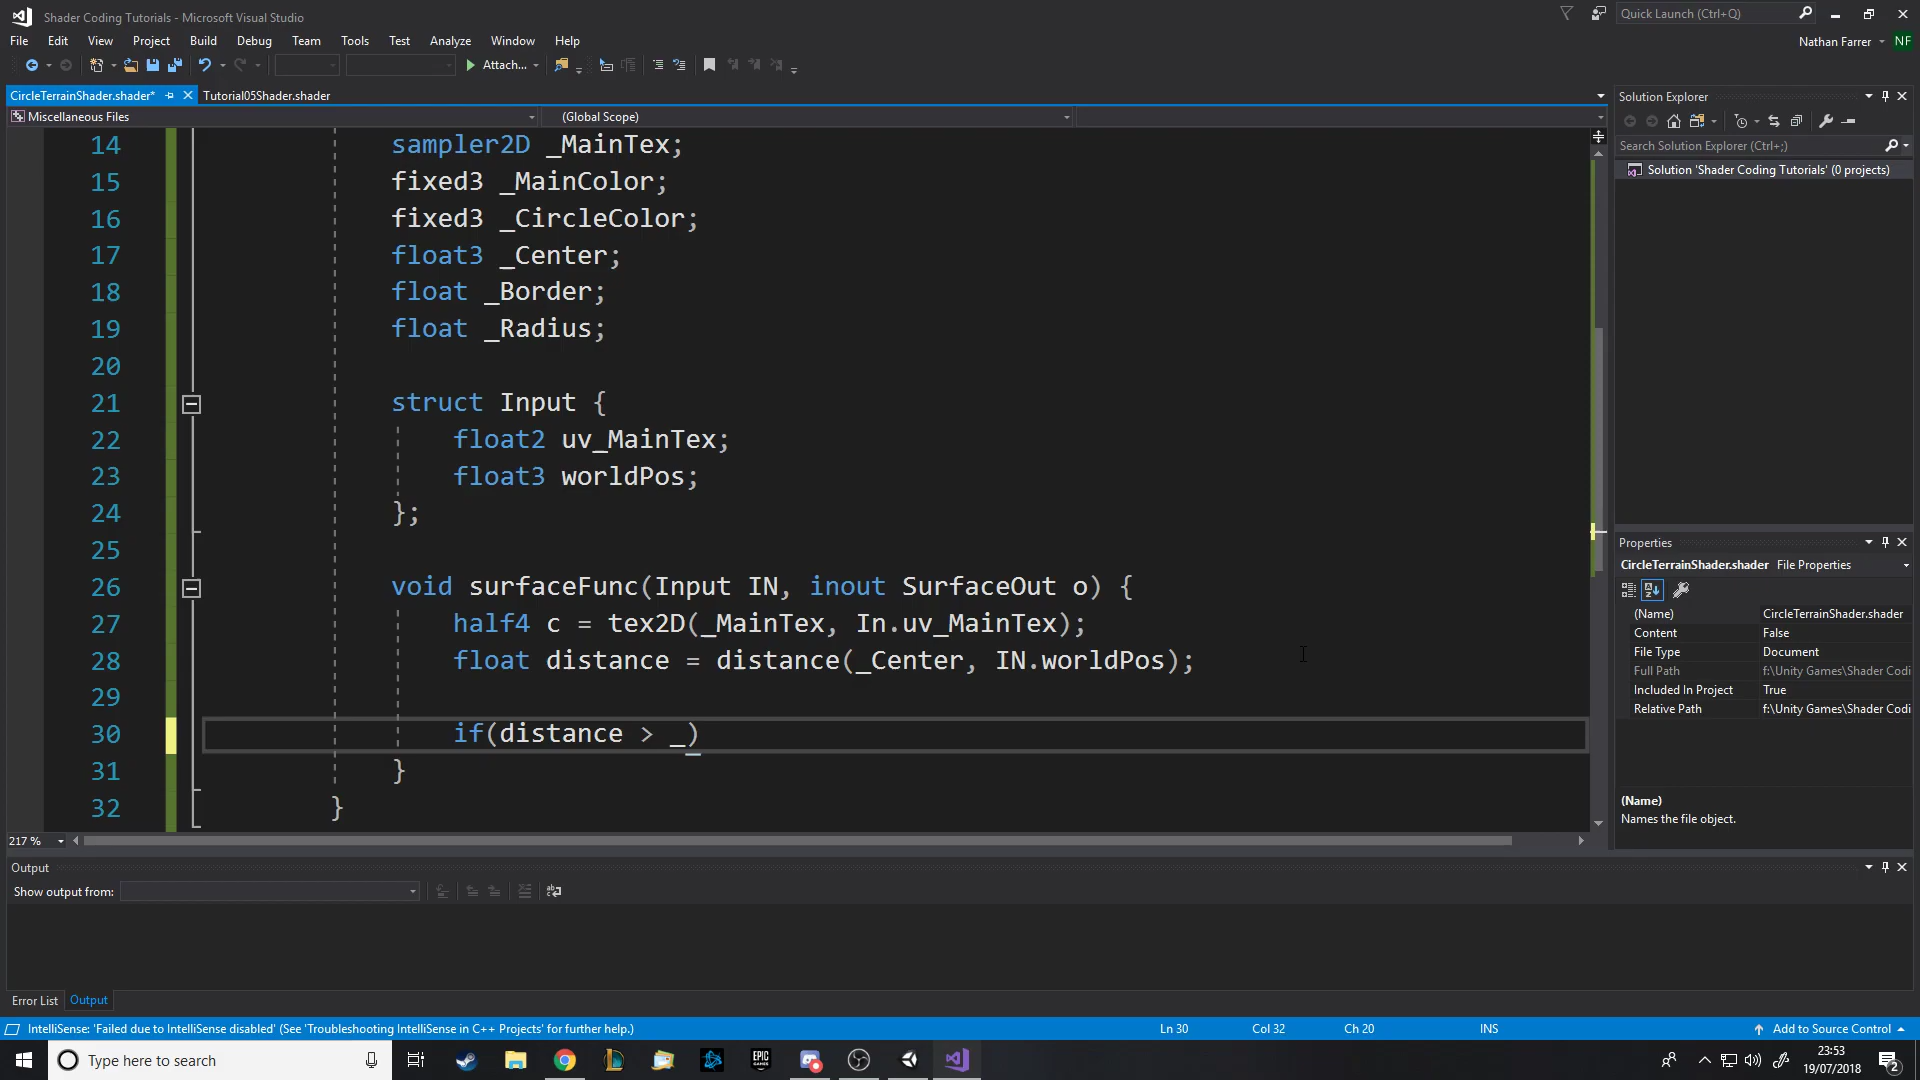 Shader Coding Tutorials - Microsoft Visual Studio
Quick Launch (Ctrl+Q)
File Edit View Project Build Debug Team Tools Test Analyze Window Help
Nathan Farrer NF
Attach...
CircleTerrainShader.shader* Tutorial05Shader.shader
Miscellaneous Files (Global Scope)
14 sampler2D _MainTex;
15 fixed3 _MainColor;
16 fixed3 _CircleColor;
17 float3 _Center;
18 float _Border;
19 float _Radius;
20
21 struct Input {
22 float2 uv_MainTex;
23 float3 worldPos;
24 };
25
26 void surfaceFunc(Input IN, inout SurfaceOut o) {
27 half4 c = tex2D(_MainTex, In.uv_MainTex);
28 float distance = distance(_Center, IN.worldPos);
29
30 if(distance > _)
31 }
32 }
217 %
Solution Explorer
Search Solution Explorer (Ctrl+;)
Solution 'Shader Coding Tutorials' (0 projects)
Properties
CircleTerrainShader.shader File Properties
(Name) CircleTerrainShader.shader
Content False
File Type Document
Full Path f:\Unity Games\Shader Codi
Included In Project True
Relative Path f:\Unity Games\Shader Codi
(Name)
Names the file object.
Output
Show output from:
Error List Output
IntelliSense: 'Failed due to IntelliSense disabled' (See 'Troubleshooting IntelliSense in C++ Projects' for further help.)
Ln 30 Col 32 Ch 20 INS
Add to Source Control
Type here to search
EPIC GAMES
23:53
19/07/2018
2